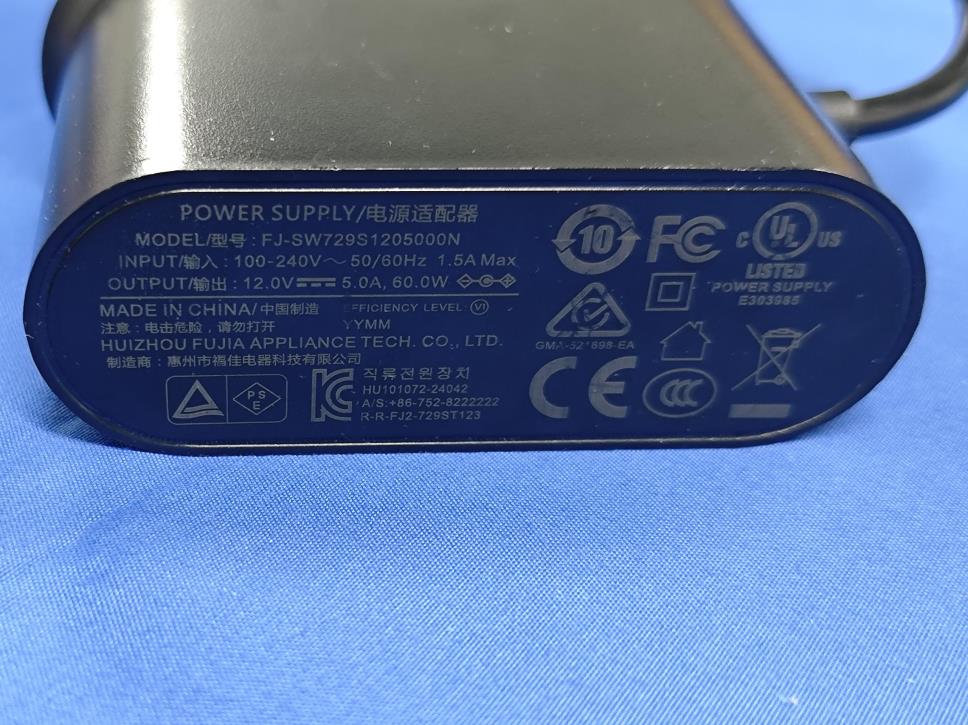 POWER SUPPLY/电源适配器
MODEL/型号:FJ-SW729S1205000N
INPUT/输入:100-240V～50/60Hz 1.5A Max
OUTPUT/输出:12.0V⎓5.0A, 60.0W
MADE IN CHINA/中国制造 EFFICIENCY LEVEL VI
注意:电击危险,请勿打开 YYMM
HUIZHOU FUJIA APPLIANCE TECH. CO., LTD.
制造商:惠州市福佳电器科技有限公司
PS
E
직류전원장치
HU101072-24042
A/S:+86-752-8222222
R-R-FJ2-729ST123
10
FC
C UL US
LISTED
POWER SUPPLY
E303985
CE
CCC